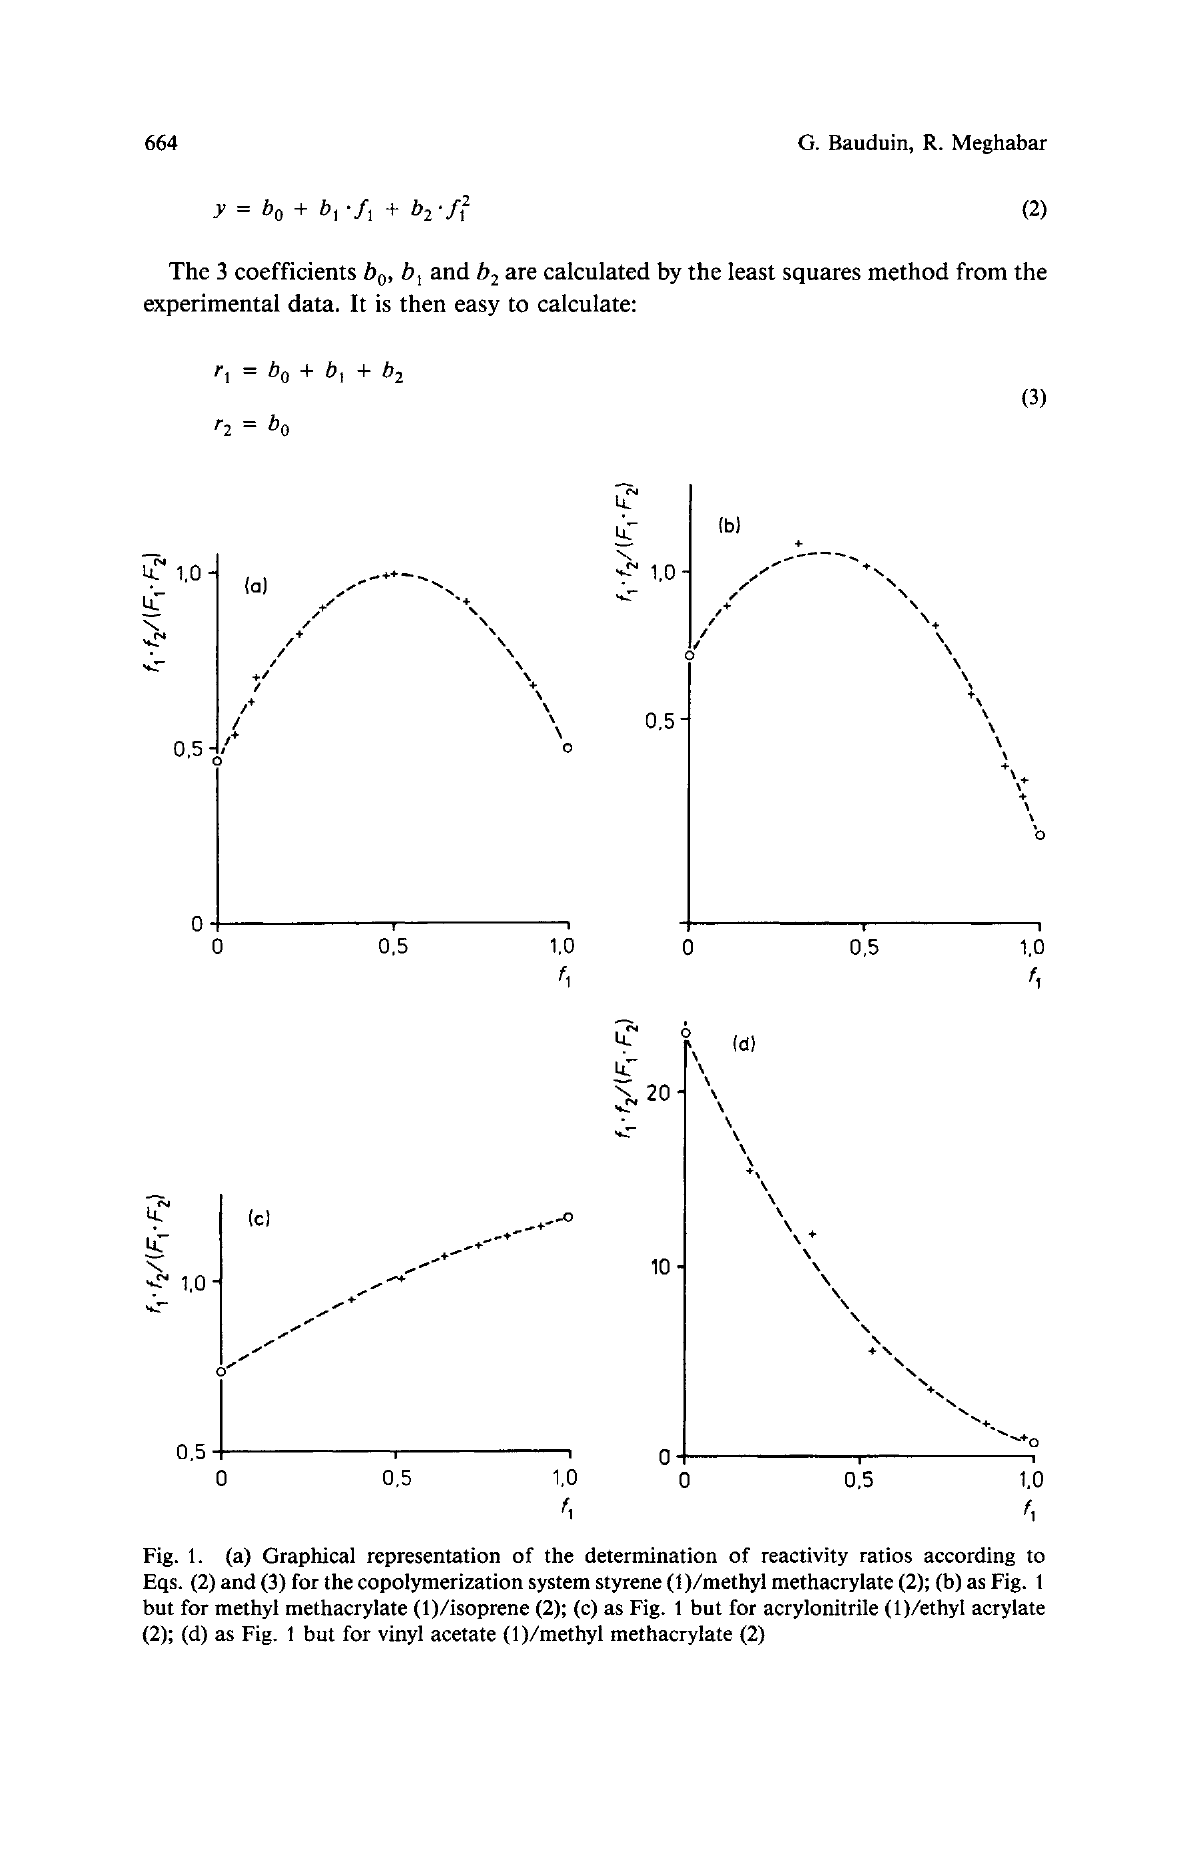 664 G. Bauduin, R. Meghabar
y = b₀ + b₁·f₁ + b₂·f₁² (2)
The 3 coefficients b₀, b₁ and b₂ are calculated by the least squares method from the
experimental data. It is then easy to calculate:
r₁ = b₀ + b₁ + b₂
(3)
r₂ = b₀
f₁·f₂/(F₁·F₂)
(a)
1,0
0,5
0
0 0,5 1,0
f₁
f₁·f₂/(F₁·F₂)
(b)
1,0
0,5
0 0,5 1,0
f₁
f₁·f₂/(F₁·F₂)
(c)
1,0
0,5
0 0,5 1,0
f₁
f₁·f₂/(F₁·F₂)
(d)
20
10
0
0 0,5 1,0
f₁
Fig. 1. (a) Graphical representation of the determination of reactivity ratios according to
Eqs. (2) and (3) for the copolymerization system styrene (1)/methyl methacrylate (2); (b) as Fig. 1
but for methyl methacrylate (1)/isoprene (2); (c) as Fig. 1 but for acrylonitrile (1)/ethyl acrylate
(2); (d) as Fig. 1 but for vinyl acetate (1)/methyl methacrylate (2)